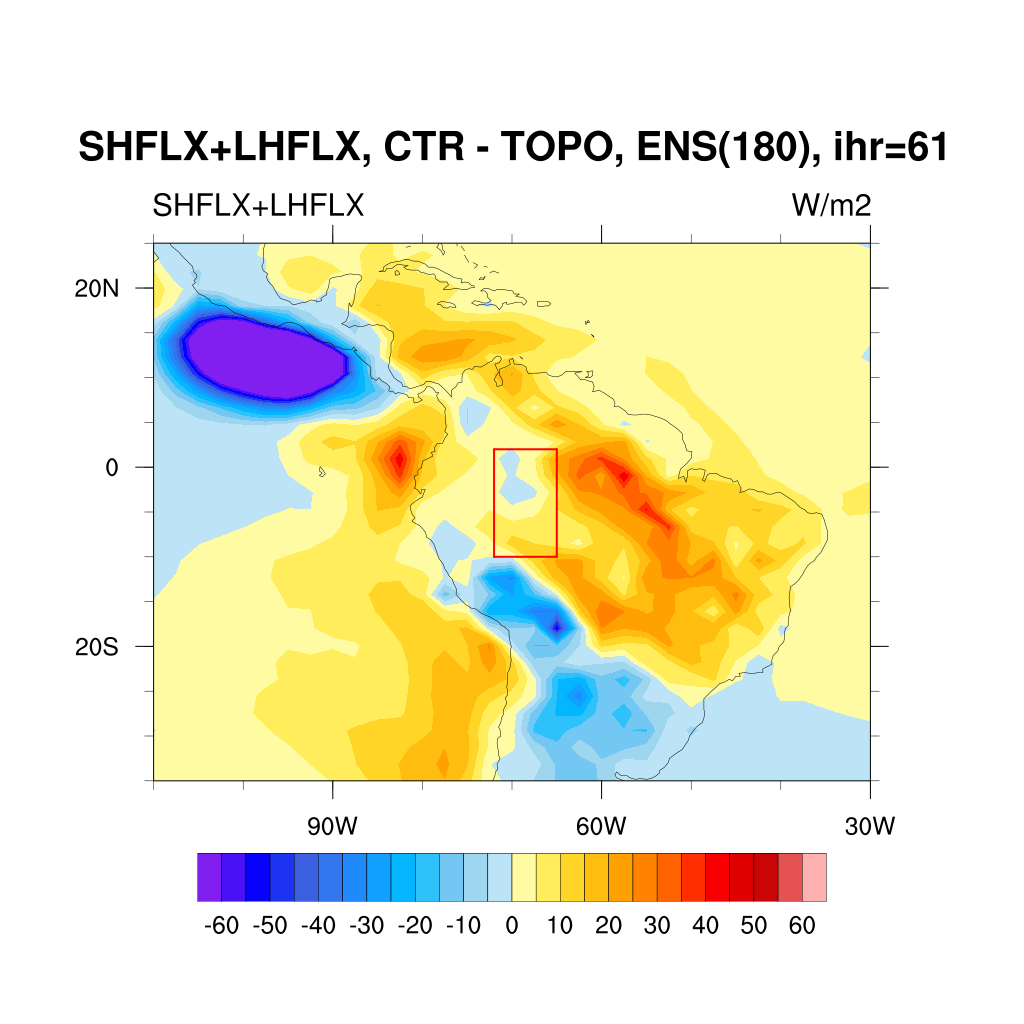 SHFLX+LHFLX, CTR - TOPO, ENS(180), ihr=61
SHFLX+LHFLX W/m2
20N
0
20S
90W 60W 30W
-60 -50 -40 -30 -20 -10 0 10 20 30 40 50 60